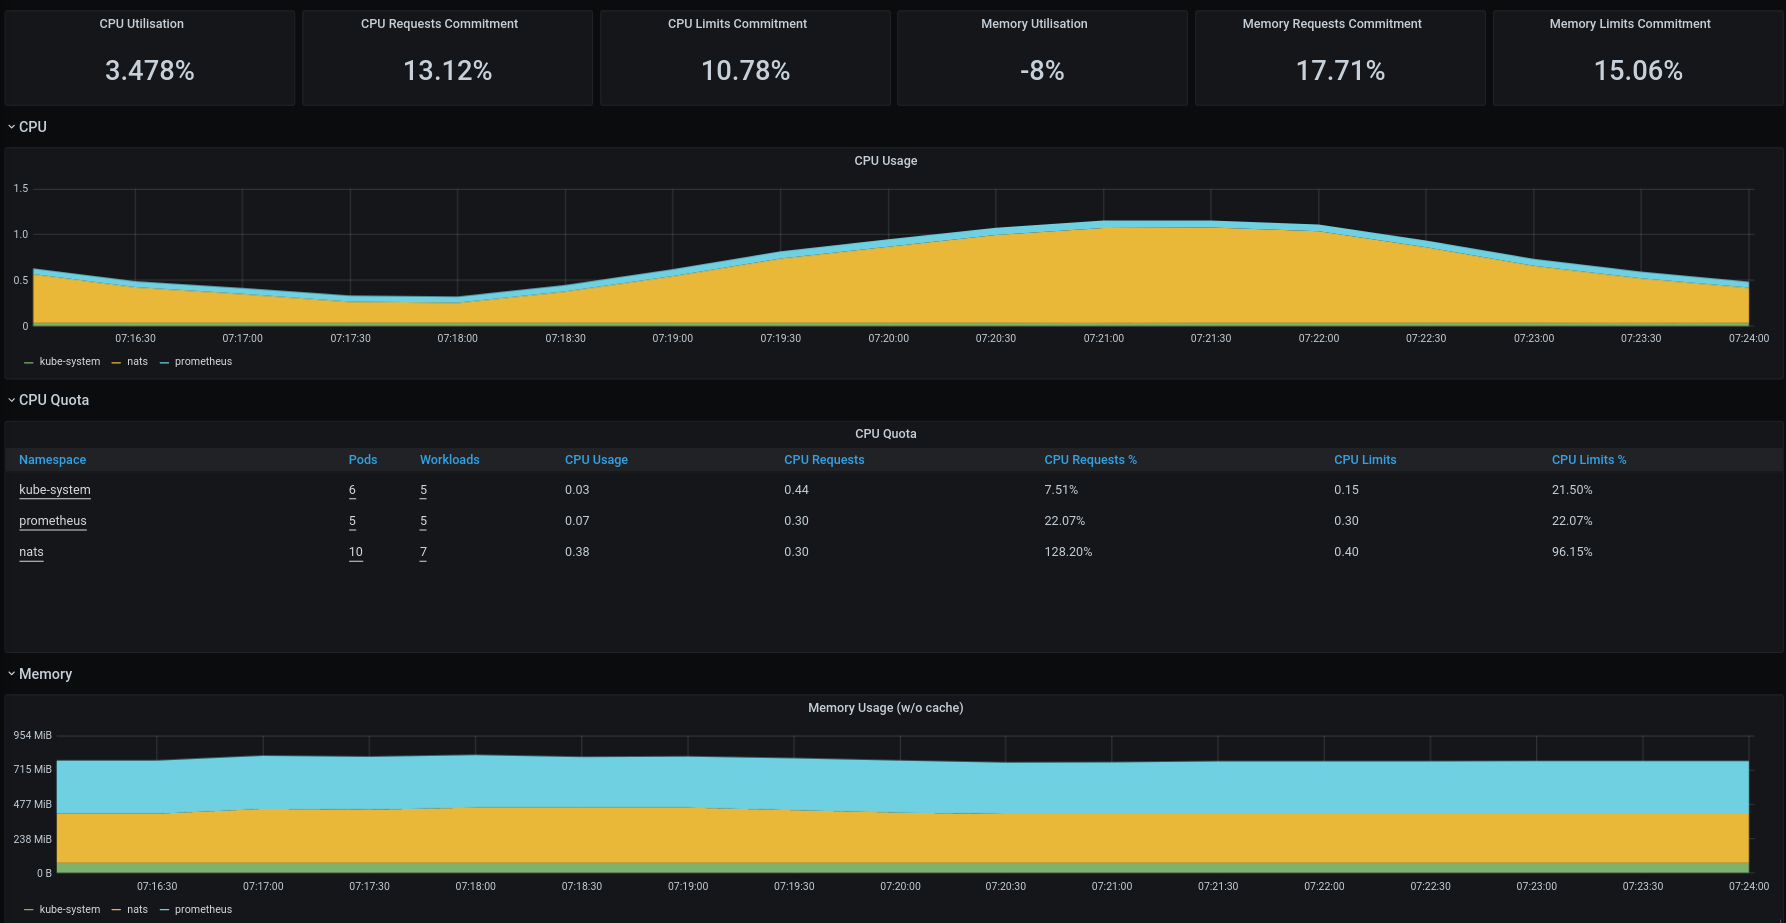 CPU Utilisation CPU Requests Commitment CPU Limits Commitment Memory Utilisation Memory Requests Commitment Memory Limits Commitment
3.478% 13.12% 10.78% -8% 17.71% 15.06%
CPU
CPU Usage
1.5
1.0
0.5
0
07:16:30 07:17:00 07:17:30 07:18:00 07:18:30 07:19:00 07:19:30 07:20:00 07:20:30 07:21:00 07:21:30 07:22:00 07:22:30 07:23:00 07:23:30 07:24:00
kube-system nats prometheus
CPU Quota
CPU Quota
Namespace Pods Workloads CPU Usage CPU Requests CPU Requests % CPU Limits CPU Limits %
kube-system 6 5 0.03 0.44 7.51% 0.15 21.50%
prometheus 5 5 0.07 0.30 22.07% 0.30 22.07%
nats 10 7 0.38 0.30 128.20% 0.40 96.15%
Memory
Memory Usage (w/o cache)
954 MiB
715 MiB
477 MiB
238 MiB
0 B
07:16:30 07:17:00 07:17:30 07:18:00 07:18:30 07:19:00 07:19:30 07:20:00 07:20:30 07:21:00 07:21:30 07:22:00 07:22:30 07:23:00 07:23:30 07:24:00
kube-system nats prometheus